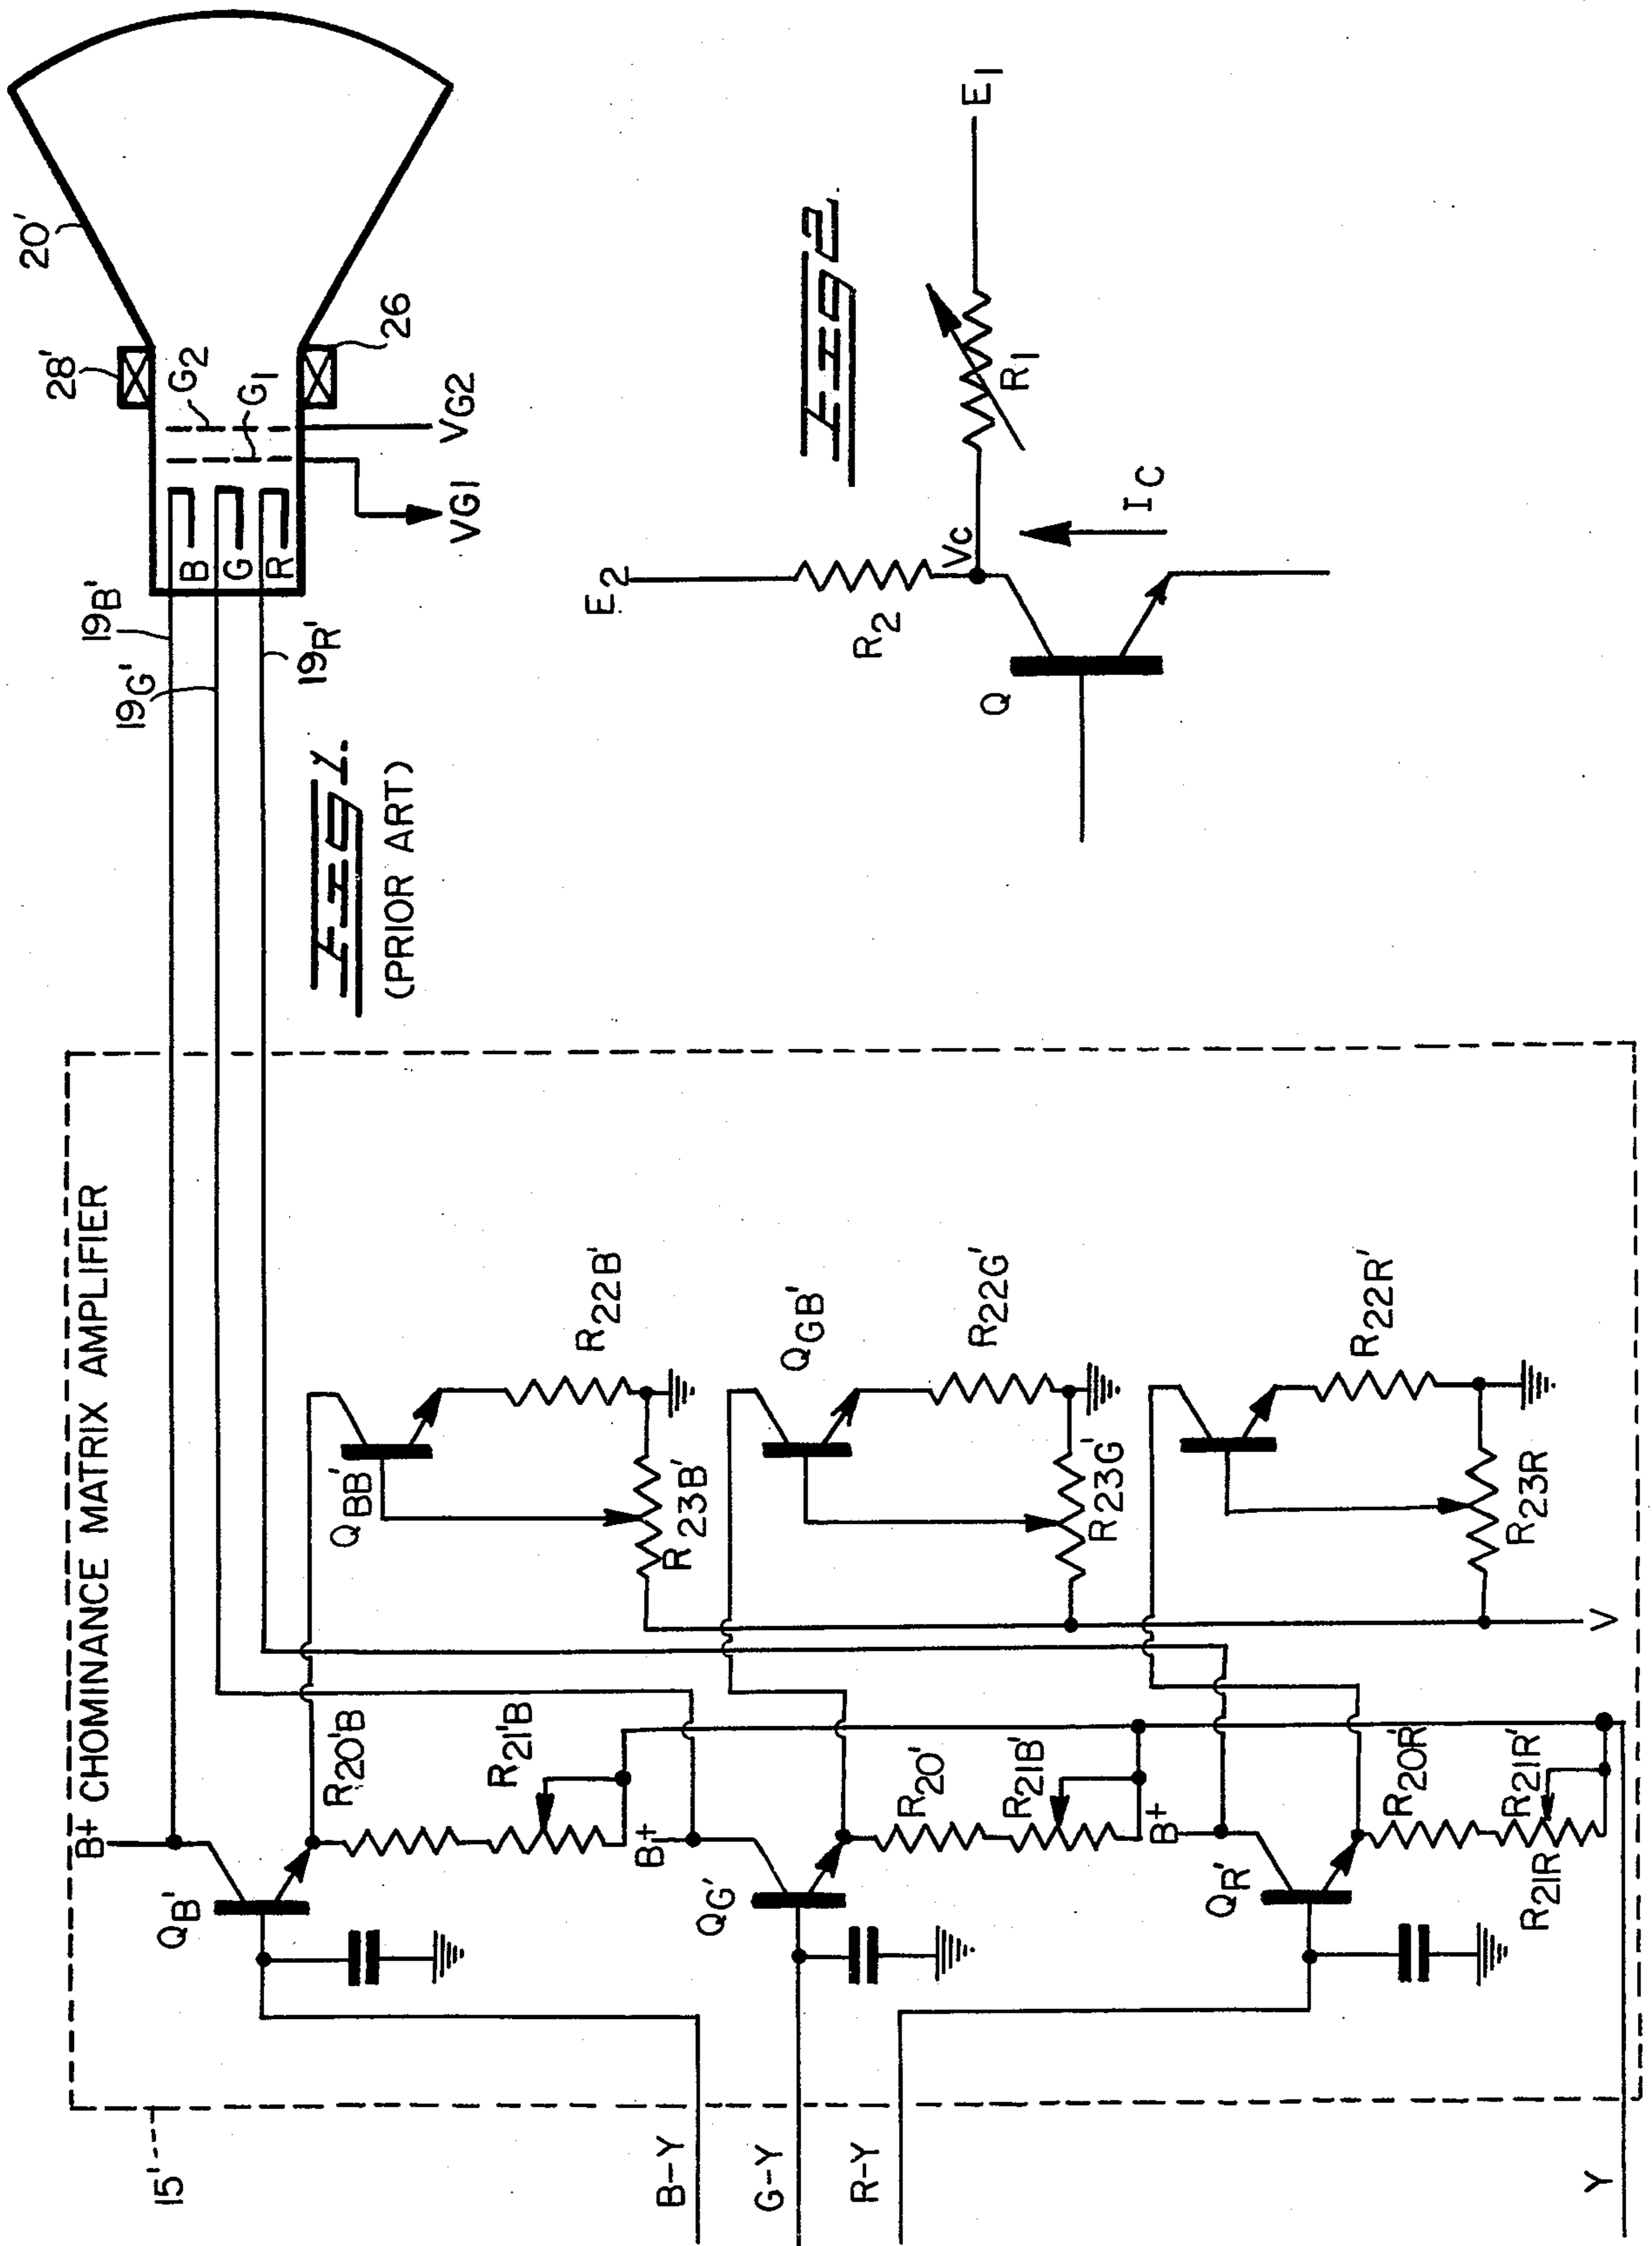 20'
28'
G2
G1
26
VG2
VG1
B
G
R
19B'
19G'
19R'
Fig 1.
(PRIOR ART)
Fig 2.
E1
R1
E2
R2
Vc
IC
Q
CHOMINANCE MATRIX AMPLIFIER
B+
QB'
R20'B
R21'B
QBB'
R22B'
R23B'
B+
QG'
R20'
R21B'
QGB'
R22G'
R23G'
B+
QR'
R20R'
R21R'
R21R
R22R'
R23R
V
15'
B-Y
G-Y
R-Y
Y